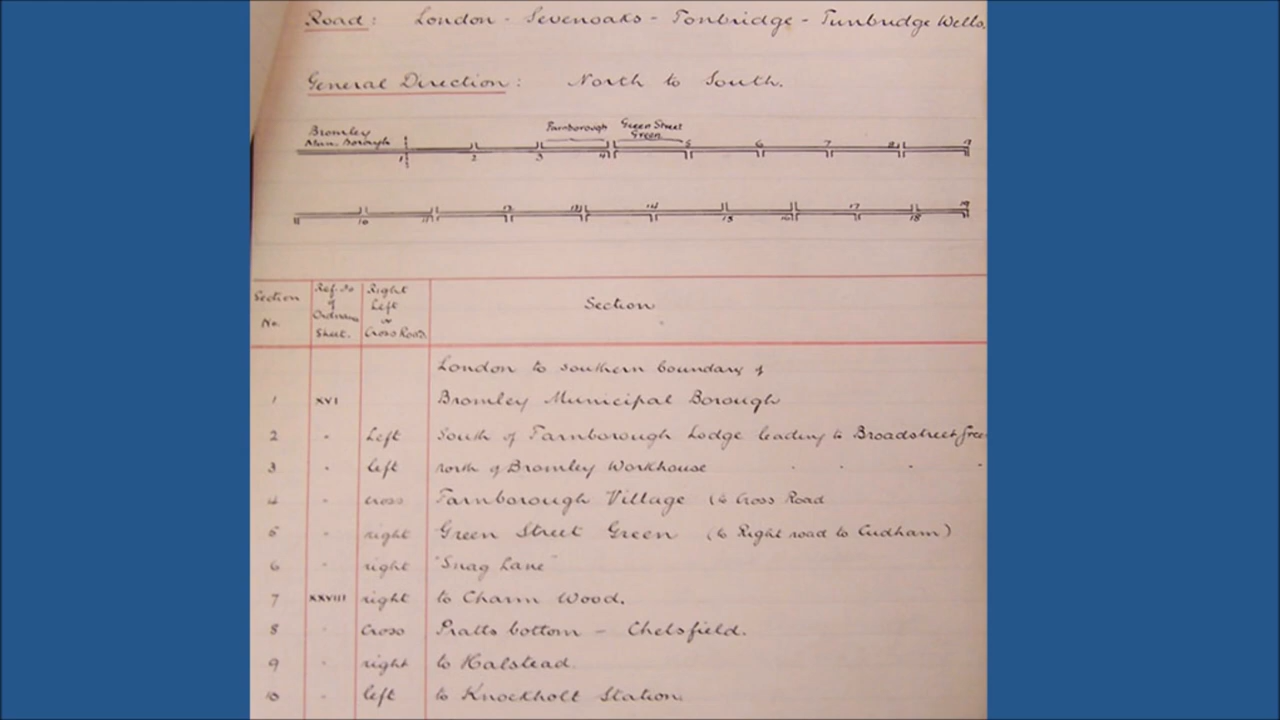 Road: London - Sevenoaks - Tonbridge - Tunbridge Wells.
General Direction: North to South.
Bromley
Mun. Borough
Farnborough
Green Street
Green
1 2 3 4 5 6 7 8 9
10 11 12 13 14 15 16 17 18 19
Section No. Ref. to of Ordnance Sheet. Right Left or Cross Road. Section
London to southern boundary of
1 XVI Bromley Municipal Borough
2 " Left South of Farnborough Lodge leading to Broadstreet Gree
3 " left north of Bromley Workhouse
4 " cross Farnborough Village (to Cross Road
5 " right Green Street Green (to Right road to Cudham)
6 " right "Snag Lane"
7 XXVIII right to Charm Wood.
8 " Cross Pratts bottom - Chelsfield.
9 " right to Halstead.
10 " left to Knockholt Station.